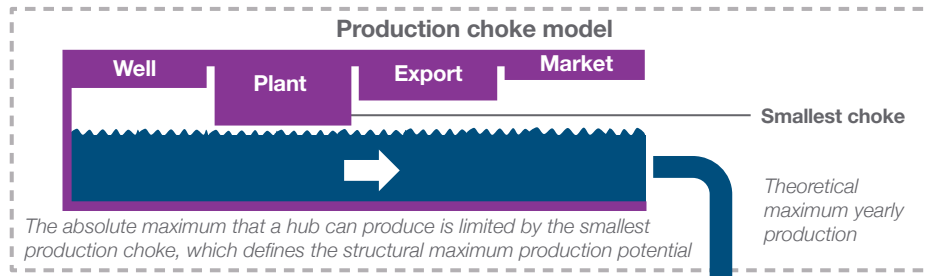 Production choke model
Well
Plant
Export
Market
Smallest choke
Theoretical
maximum yearly
production
The absolute maximum that a hub can produce is limited by the smallest
production choke, which defines the structural maximum production potential